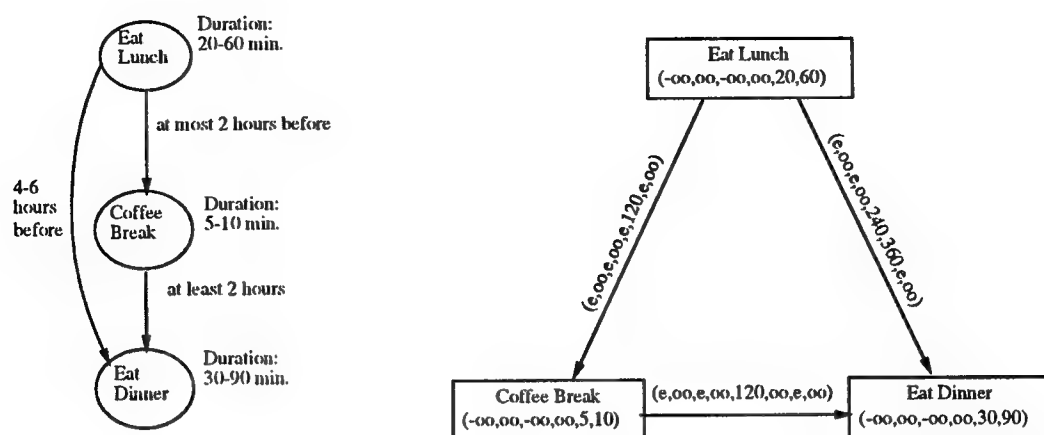 Eat
Lunch
Duration:
20-60 min.
at most 2 hours before
4-6
hours
before
Coffee
Break
Duration:
5-10 min.
at least 2 hours
Eat
Dinner
Duration:
30-90 min.
Eat Lunch
(-oo,oo,-oo,oo,20,60)
(e,oo,e,oo,e,120,e,oo)
(e,oo,e,oo,240,360,e,oo)
Coffee Break
(-oo,oo,-oo,oo,5,10)
(e,oo,e,oo,120,oo,e,oo)
Eat Dinner
(-oo,oo,-oo,oo,30,90)